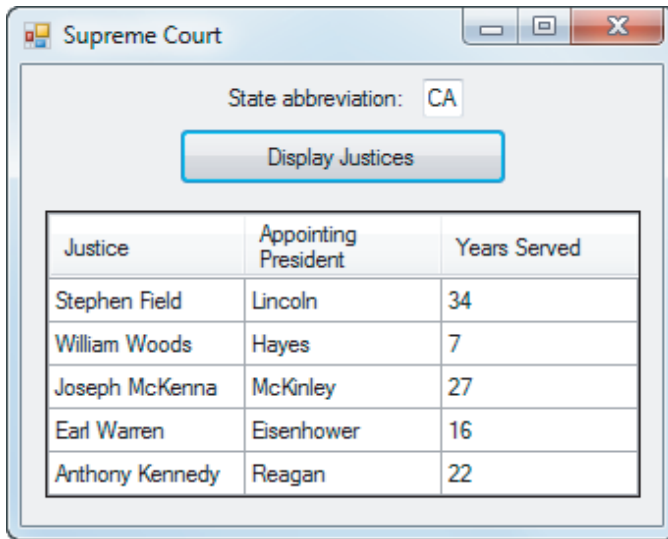 Supreme Court
State abbreviation: CA
Display Justices
Justice Appointing President Years Served
Stephen Field Lincoln 34
William Woods Hayes 7
Joseph McKenna McKinley 27
Earl Warren Eisenhower 16
Anthony Kennedy Reagan 22